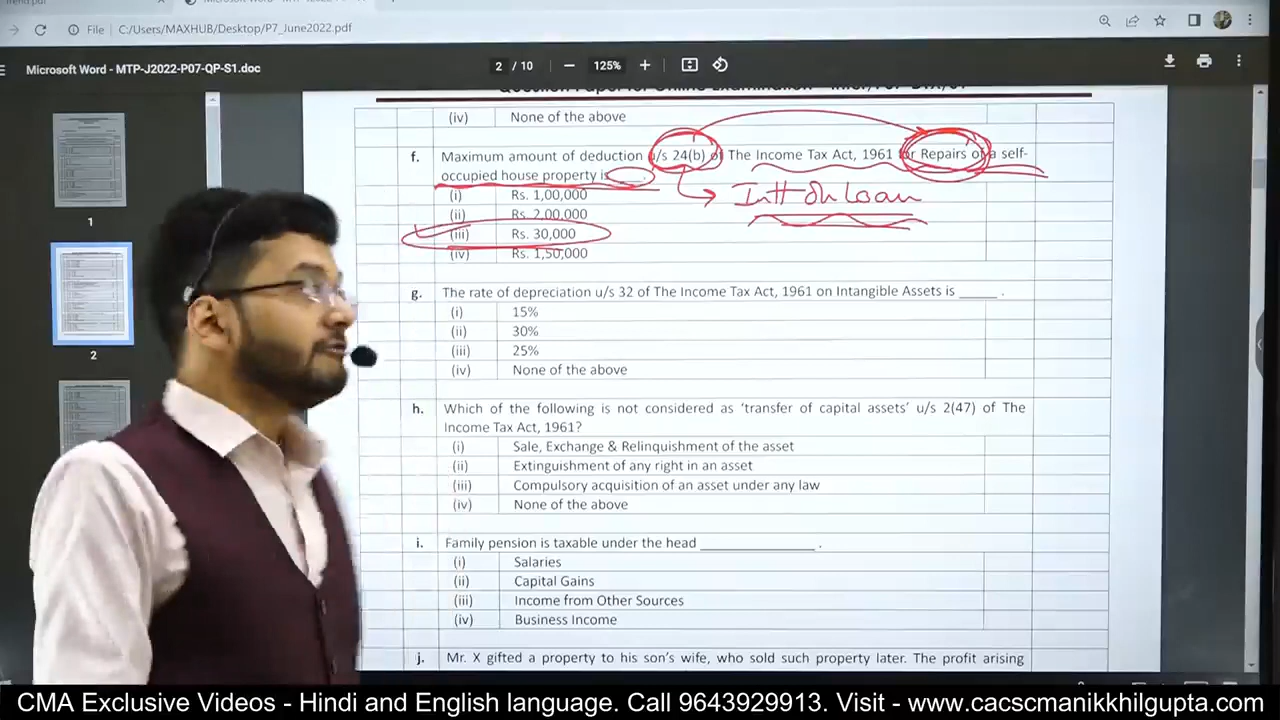 File | C:/Users/MAXHUB/Desktop/P7_June2022.pdf
Microsoft Word - MTP-J2022-P07-QP-S1.doc
2 / 10 | − 125% +
(iv) None of the above
f. Maximum amount of deduction u/s 24(b) of The Income Tax Act, 1961 for Repairs of a self-
occupied house property is
Intt on Loan
(i) Rs. 1,00,000
(ii) Rs. 2,00,000
(iii) Rs. 30,000
(iv) Rs. 1,50,000
g. The rate of depreciation u/s 32 of The Income Tax Act, 1961 on Intangible Assets is _____ .
(i) 15%
(ii) 30%
(iii) 25%
(iv) None of the above
h. Which of the following is not considered as ‘transfer of capital assets’ u/s 2(47) of The
Income Tax Act, 1961?
(i) Sale, Exchange & Relinquishment of the asset
(ii) Extinguishment of any right in an asset
(iii) Compulsory acquisition of an asset under any law
(iv) None of the above
i. Family pension is taxable under the head _______________ .
(i) Salaries
(ii) Capital Gains
(iii) Income from Other Sources
(iv) Business Income
j. Mr. X gifted a property to his son’s wife, who sold such property later. The profit arising
1
2
CMA Exclusive Videos - Hindi and English language. Call 9643929913. Visit - www.cacscmanikkhilgupta.com